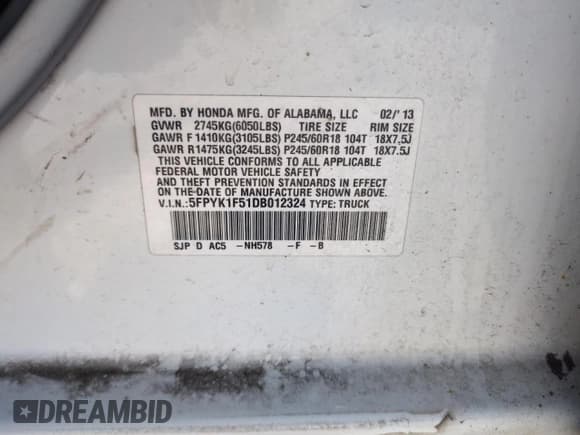 MFD. BY HONDA MFG. OF ALABAMA, LLC 02/' 13
GVWR 2745KG(6050LBS) TIRE SIZE RIM SIZE
GAWR F 1410KG(3105LBS) P245/60R18 104T 18X7.5J
GAWR R 1475KG(3245LBS) P245/60R18 104T 18X7.5J
THIS VEHICLE CONFORMS TO ALL APPLICABLE
FEDERAL MOTOR VEHICLE SAFETY
AND THEFT PREVENTION STANDARDS IN EFFECT
ON THE DATE OF MANUFACTURE SHOWN ABOVE.
V.I.N.: 5FPYK1F51DB012324 TYPE: TRUCK
SJP D AC5 -NH578 -F -B
DREAMBID